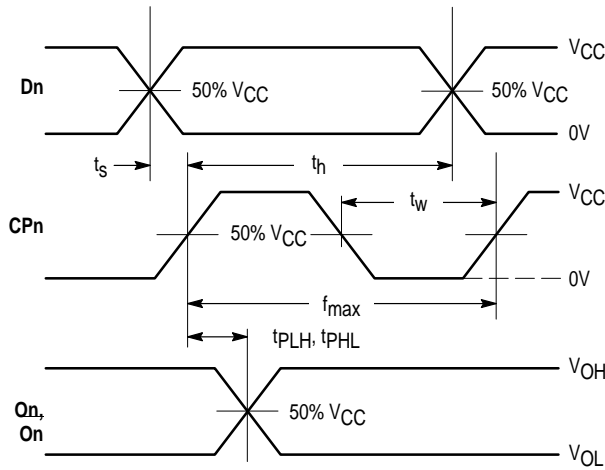 VCC
Dn
50% VCC
50% VCC
0V
ts
th
tw
VCC
CPn
50% VCC
0V
fmax
tPLH, tPHL
VOH
On,
50% VCC
On
VOL